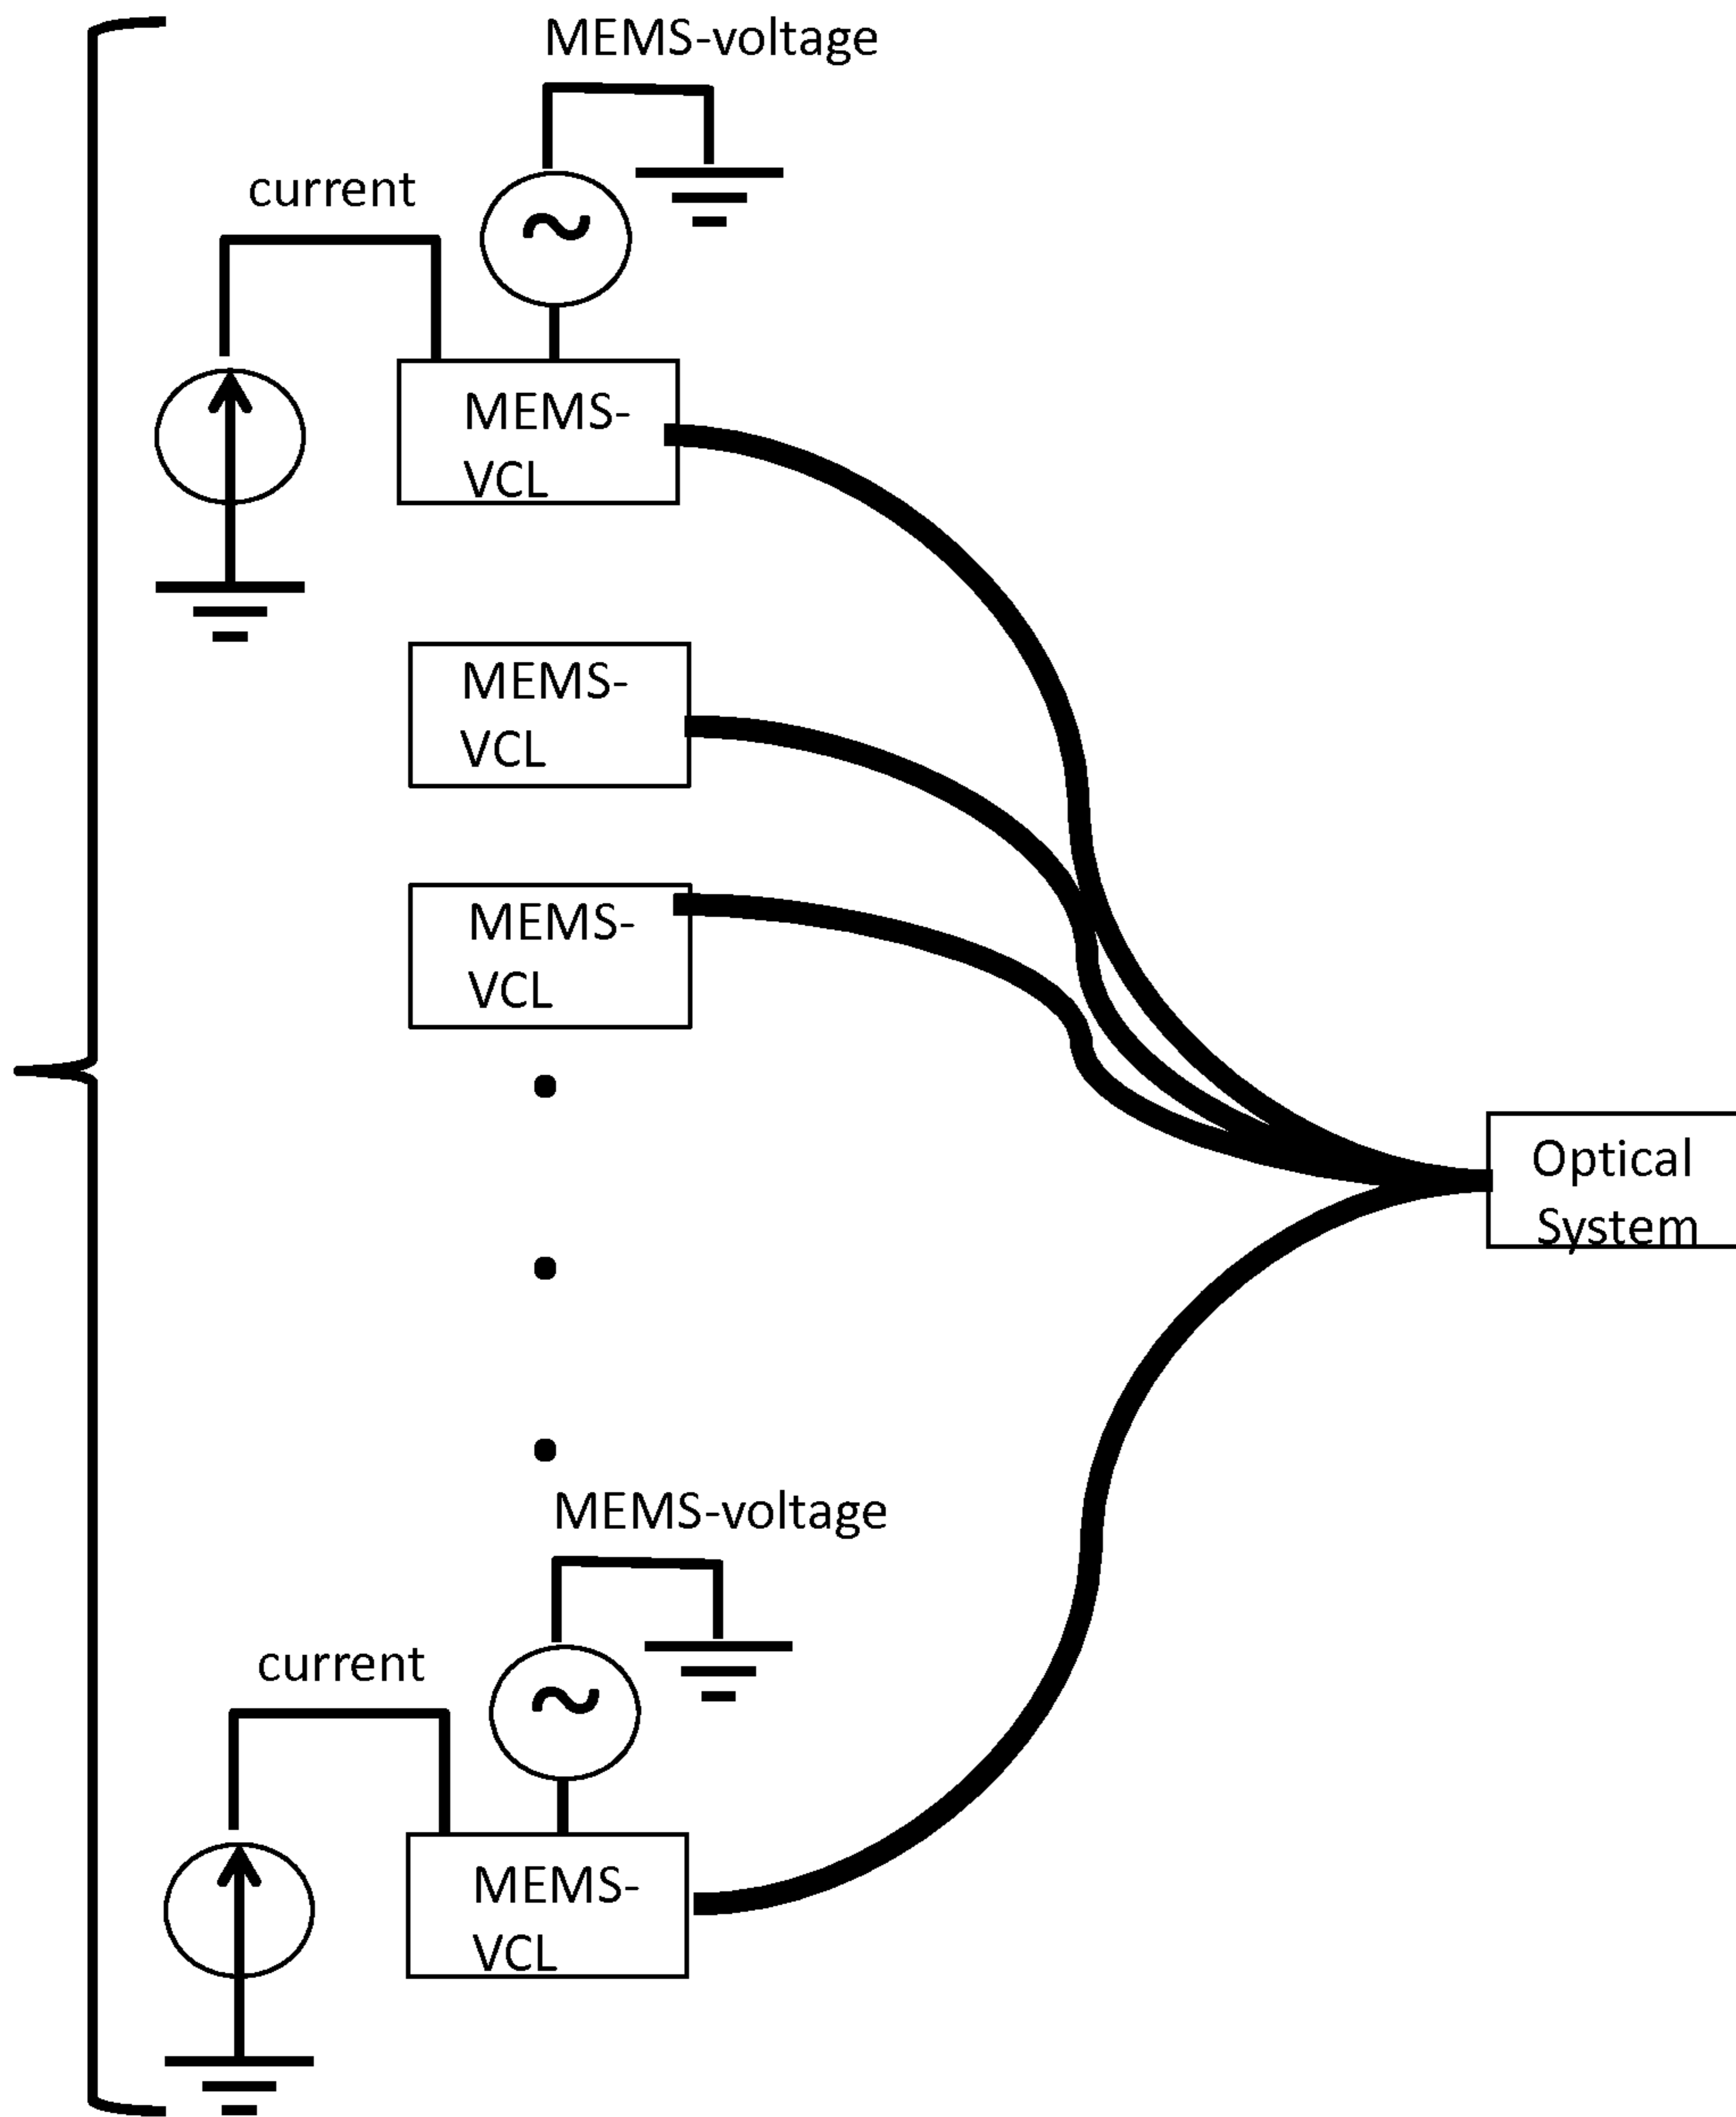 MEMS-voltage
current
MEMS-
VCL
MEMS-
VCL
MEMS-
VCL
Optical
System
MEMS-voltage
current
MEMS-
VCL